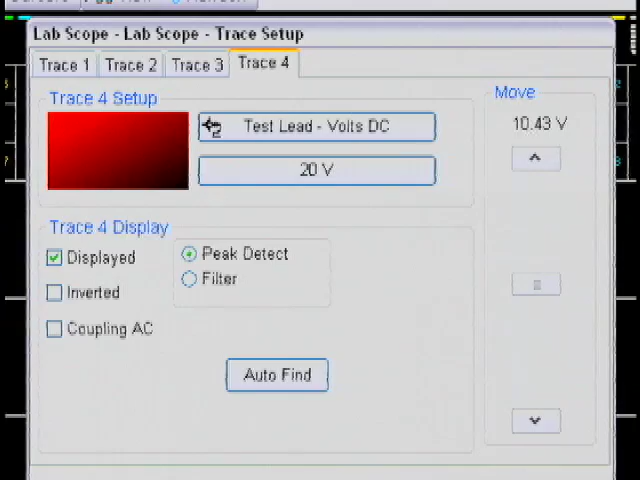 Lab Scope - Lab Scope - Trace Setup
Trace 1 Trace 2 Trace 3 Trace 4
Trace 4 Setup
Test Lead - Volts DC
20 V
Trace 4 Display
Displayed
Inverted
Coupling AC
Peak Detect
Filter
Auto Find
Move
10.43 V